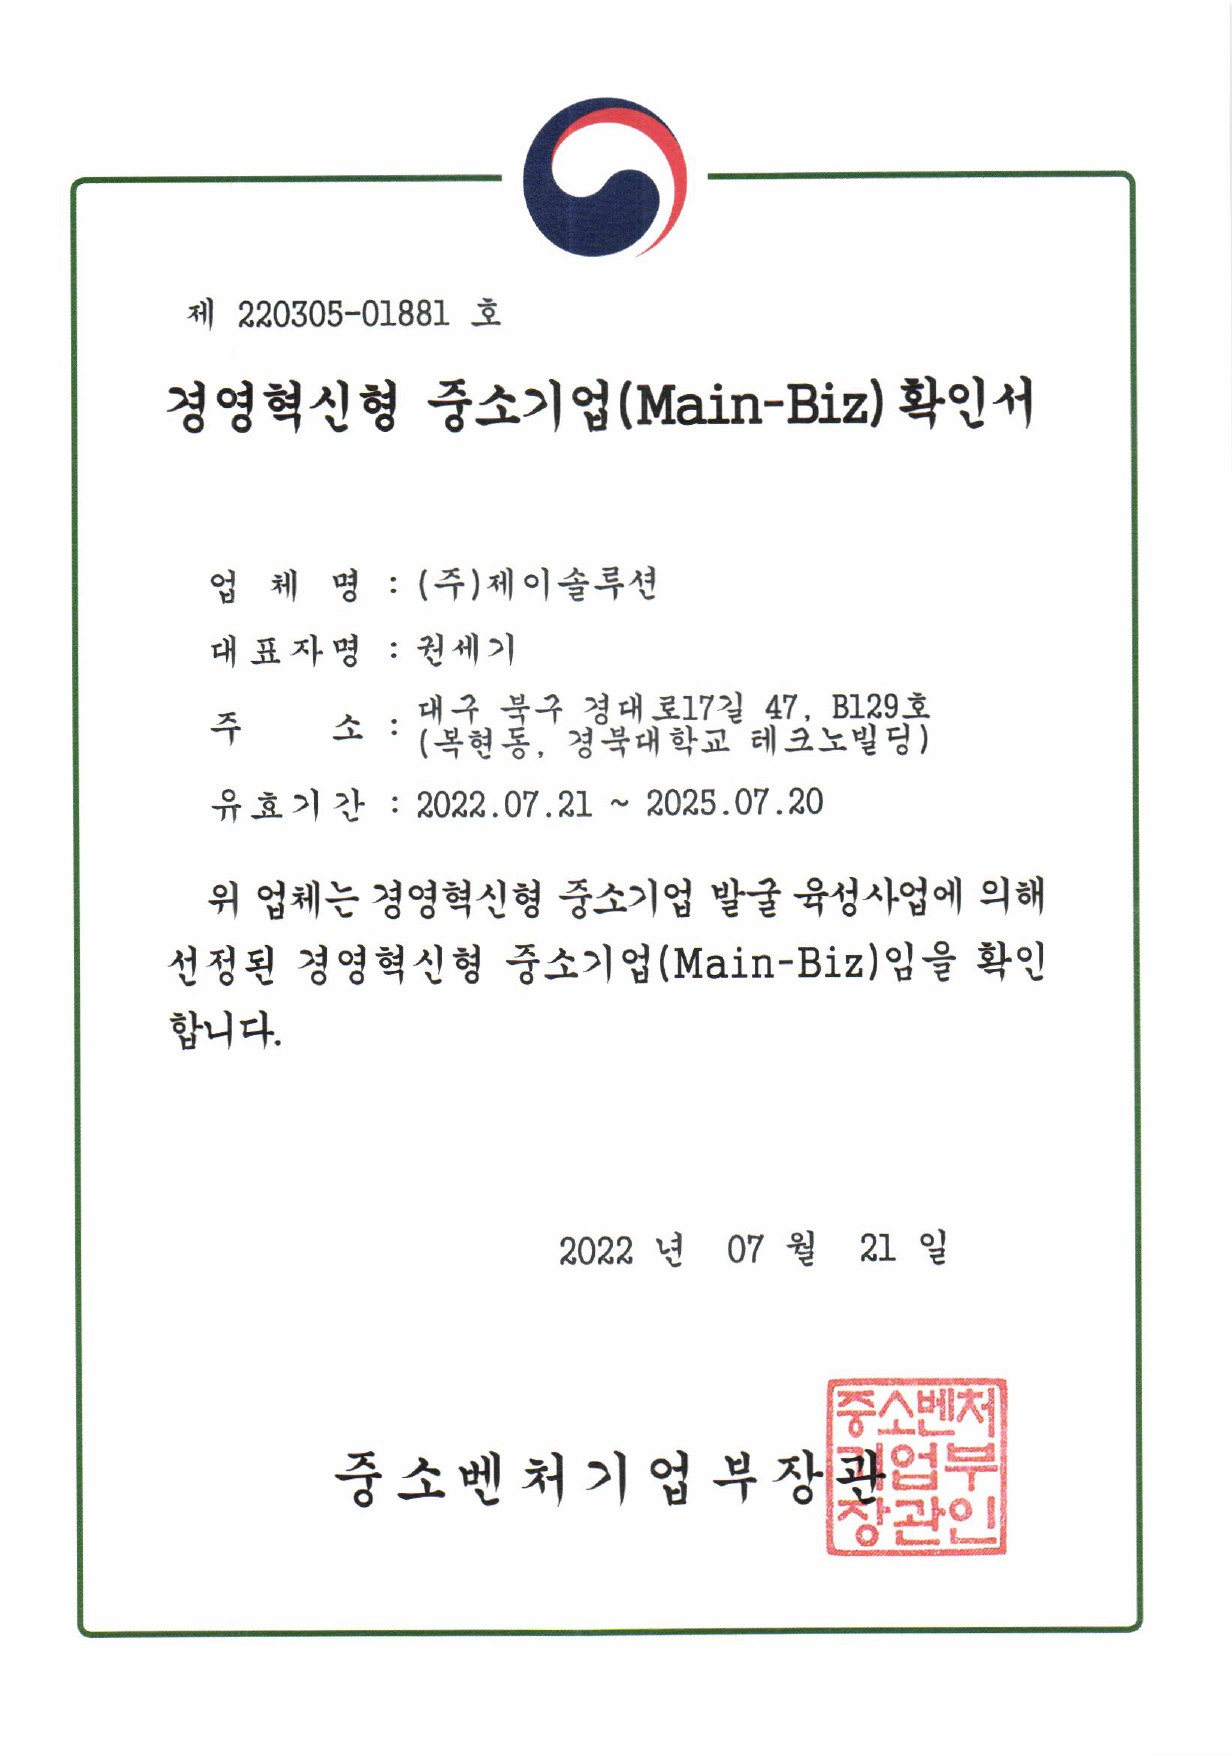 제 220305-01881 호
경영혁신형 중소기업(Main-Biz)확인서
업 체 명 : (주)제이솔루션
대표자명 : 권세기
주 소 : 대구 북구 경대로17길 47, B129호
(복현동, 경북대학교 테크노빌딩)
유효기간 : 2022.07.21 ~ 2025.07.20
위 업체는 경영혁신형 중소기업 발굴 육성사업에 의해
선정된 경영혁신형 중소기업(Main-Biz)임을 확인
합니다.
2022 년 07 월 21 일
중소벤처기업부장관
중소벤처
기업부
장관인